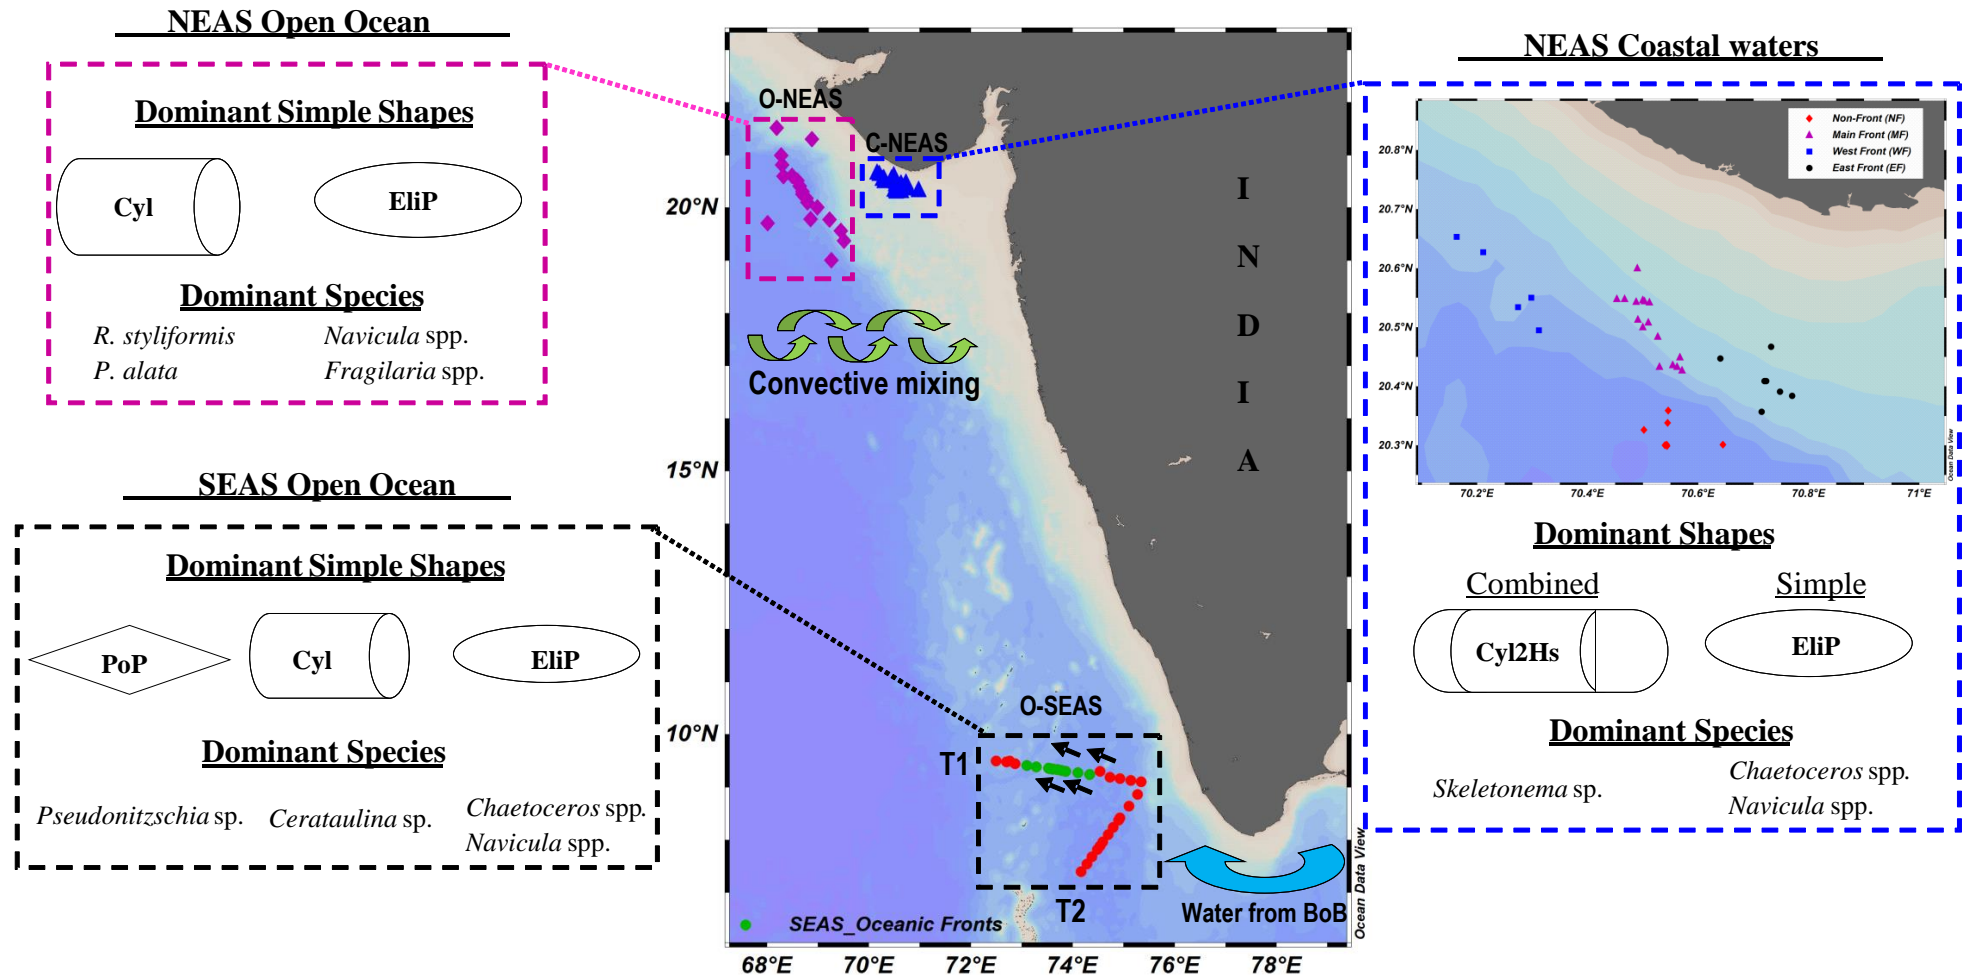 NEAS Open Ocean
Dominant Simple Shapes
Cyl
EliP
Dominant Species
R. styliformis
Navicula spp.
P. alata
Fragilaria spp.
SEAS Open Ocean
Dominant Simple Shapes
PoP
Cyl
EliP
Dominant Species
Pseudonitzschia sp.
Cerataulina sp.
Chaetoceros spp.
Navicula spp.
O-NEAS
C-NEAS
Convective mixing
I
N
D
I
A
20°N
15°N
10°N
O-SEAS
T1
T2
Water from BoB
SEAS_Oceanic Fronts
Ocean Data View
68°E
70°E
72°E
74°E
76°E
78°E
NEAS Coastal waters
Non-Front (NF)
Main Front (MF)
West Front (WF)
East Front (EF)
20.8°N
20.7°N
20.6°N
20.5°N
20.4°N
20.3°N
70.2°E
70.4°E
70.6°E
70.8°E
71°E
Ocean Data View
Dominant Shapes
Combined
Simple
Cyl2Hs
EliP
Dominant Species
Skeletonema sp.
Chaetoceros spp.
Navicula spp.